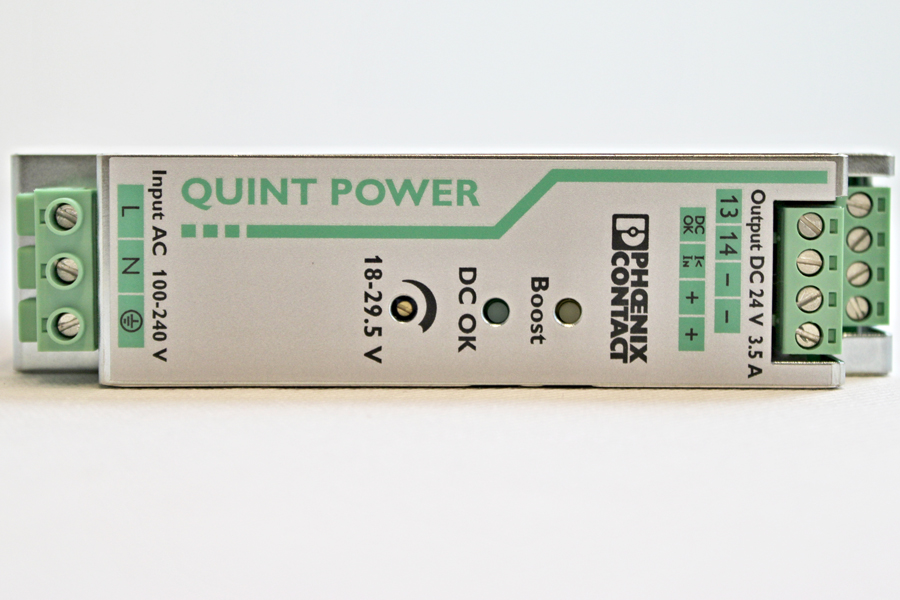 QUINT POWER
Input AC 100-240 V
L N
18-29.5 V
DC OK
Boost
PHŒNIX
CONTACT
Output DC 24 V 3.5 A
13 14 – –
DC OK I< IN + +